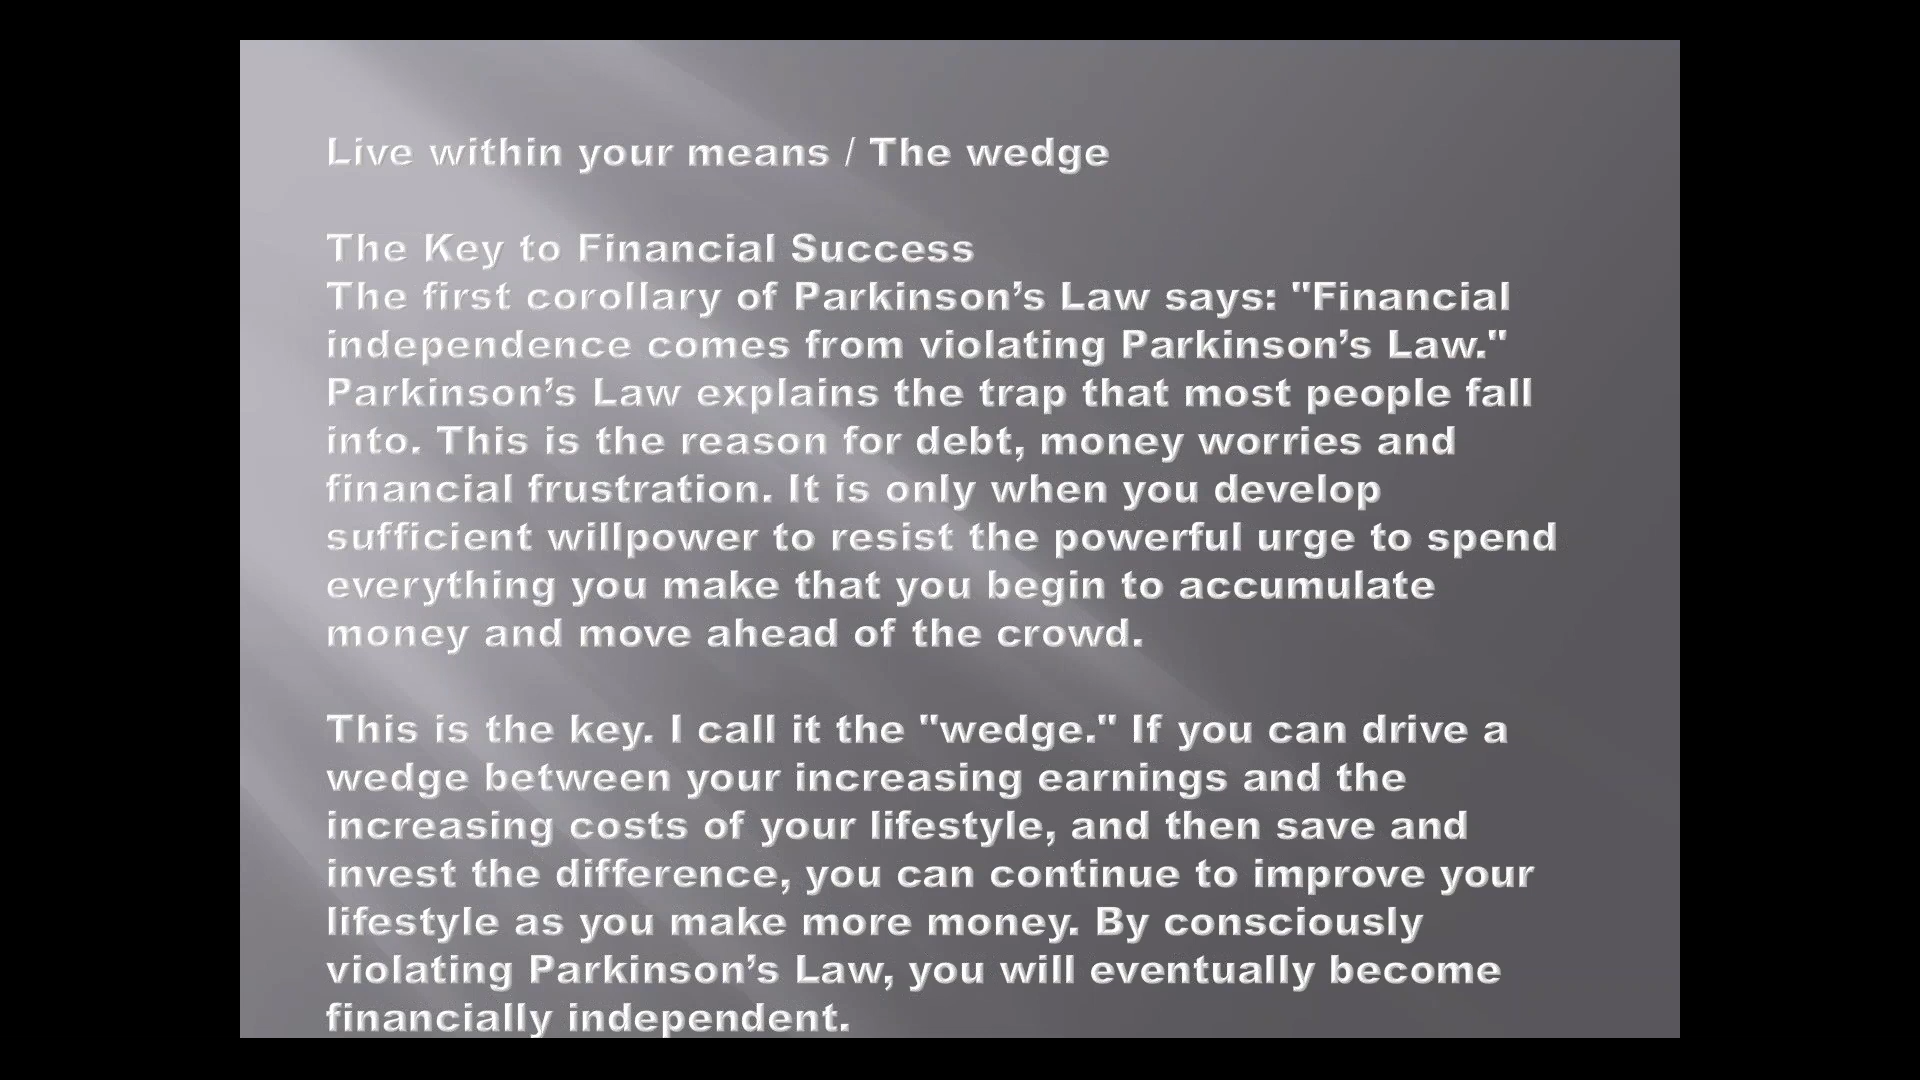 Live within your means / The wedge
The Key to Financial Success
The first corollary of Parkinson’s Law says: "Financial
independence comes from violating Parkinson’s Law."
Parkinson’s Law explains the trap that most people fall
into. This is the reason for debt, money worries and
financial frustration. It is only when you develop
sufficient willpower to resist the powerful urge to spend
everything you make that you begin to accumulate
money and move ahead of the crowd.
This is the key. I call it the "wedge." If you can drive a
wedge between your increasing earnings and the
increasing costs of your lifestyle, and then save and
invest the difference, you can continue to improve your
lifestyle as you make more money. By consciously
violating Parkinson’s Law, you will eventually become
financially independent.